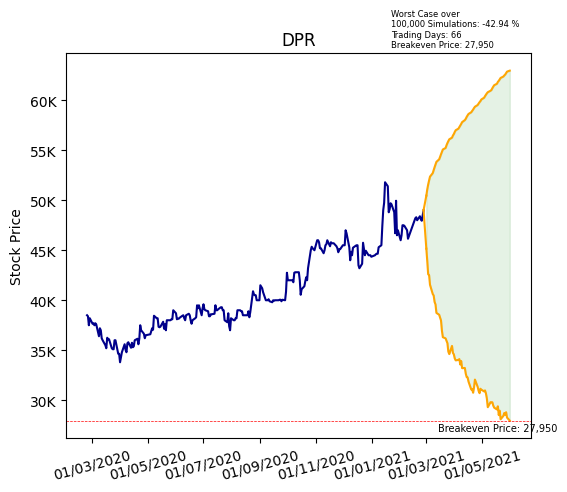 Worst Case over
100,000 Simulations: -42.94 %
Trading Days: 66
Breakeven Price: 27,950
DPR
Stock Price
60K
55K
50K
45K
40K
35K
30K
Breakeven Price: 27,950
01/03/2020
01/05/2020
01/07/2020
01/09/2020
01/11/2020
01/01/2021
01/03/2021
01/05/2021